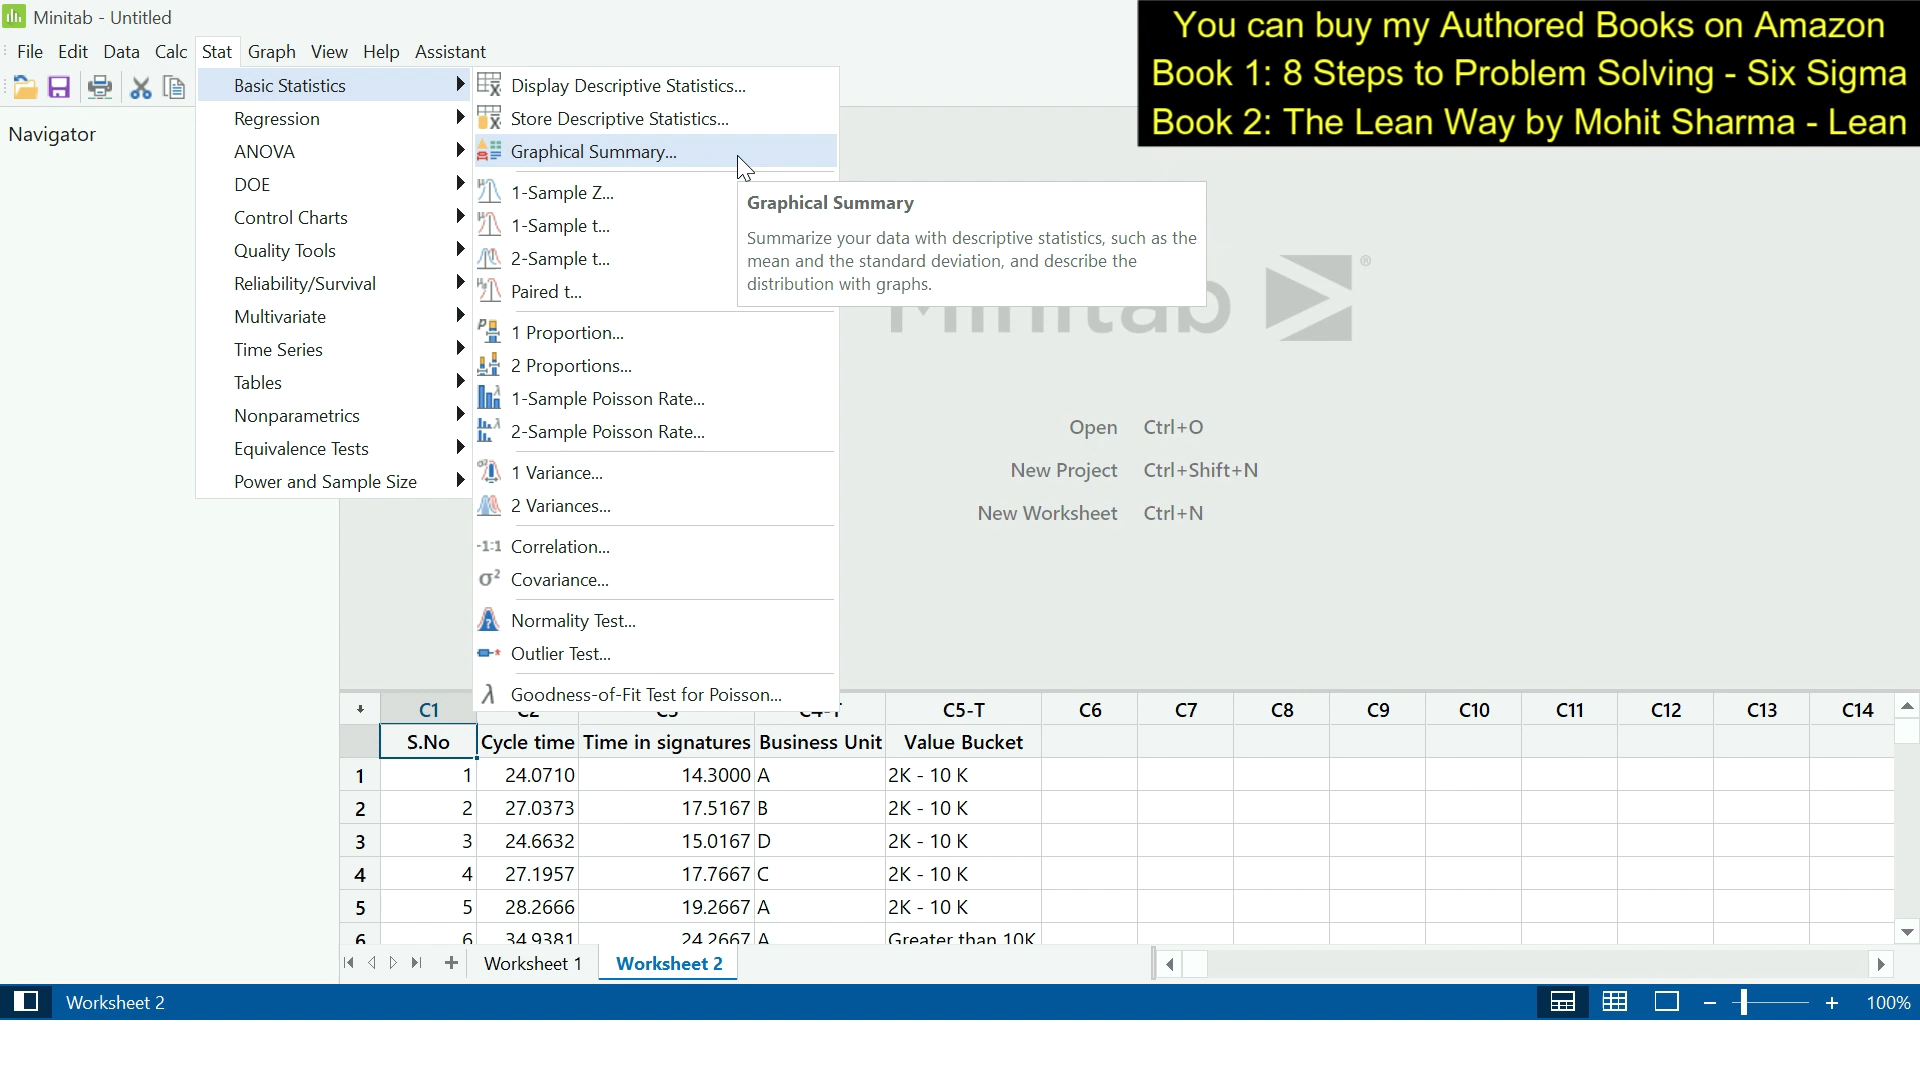 Minitab - Untitled
You can buy my Authored Books on Amazon
Book 1: 8 Steps to Problem Solving - Six Sigma
Book 2: The Lean Way by Mohit Sharma - Lean
File Edit Data Calc Stat Graph View Help Assistant
Navigator
Basic Statistics
Regression
ANOVA
DOE
Control Charts
Quality Tools
Reliability/Survival
Multivariate
Time Series
Tables
Nonparametrics
Equivalence Tests
Power and Sample Size
Display Descriptive Statistics...
Store Descriptive Statistics...
Graphical Summary...
1-Sample Z...
1-Sample t...
2-Sample t...
Paired t...
1 Proportion...
2 Proportions...
1-Sample Poisson Rate...
2-Sample Poisson Rate...
1 Variance...
2 Variances...
Correlation...
Covariance...
Normality Test...
Outlier Test...
Goodness-of-Fit Test for Poisson...
Graphical Summary
Summarize your data with descriptive statistics, such as the
mean and the standard deviation, and describe the
distribution with graphs.
Minitab ®
Open Ctrl+O
New Project Ctrl+Shift+N
New Worksheet Ctrl+N
C1 C5-T C6 C7 C8 C9 C10 C11 C12 C13 C14
S.No Cycle time Time in signatures Business Unit Value Bucket
1 1 24.0710 14.3000 A 2K - 10 K
2 2 27.0373 17.5167 B 2K - 10 K
3 3 24.6632 15.0167 D 2K - 10 K
4 4 27.1957 17.7667 C 2K - 10 K
5 5 28.2666 19.2667 A 2K - 10 K
6 6 34.9381 24.2667 A Greater than 10K
Worksheet 1 Worksheet 2
Worksheet 2 100%